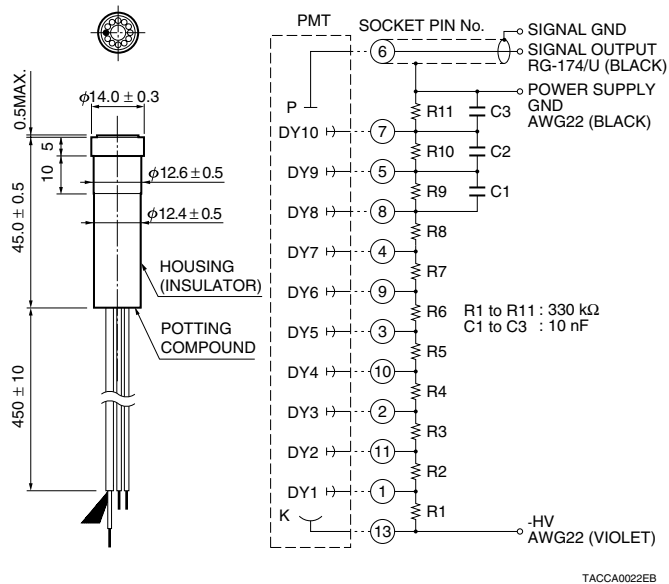 PMT
SOCKET PIN No.
SIGNAL GND
SIGNAL OUTPUT
RG-174/U (BLACK)
POWER SUPPLY
GND
AWG22 (BLACK)
-HV
AWG22 (VIOLET)
6
7
5
8
4
9
3
10
2
11
1
13
P
DY10
DY9
DY8
DY7
DY6
DY5
DY4
DY3
DY2
DY1
K
R11
R10
R9
R8
R7
R6
R5
R4
R3
R2
R1
C3
C2
C1
R1 to R11 : 330 kΩ
C1 to C3 : 10 nF
0.5MAX.
ϕ14.0 ± 0.3
5
10
ϕ12.6 ± 0.5
ϕ12.4 ± 0.5
45.0 ± 0.5
HOUSING
(INSULATOR)
POTTING
COMPOUND
450 ± 10
TACCA0022EB